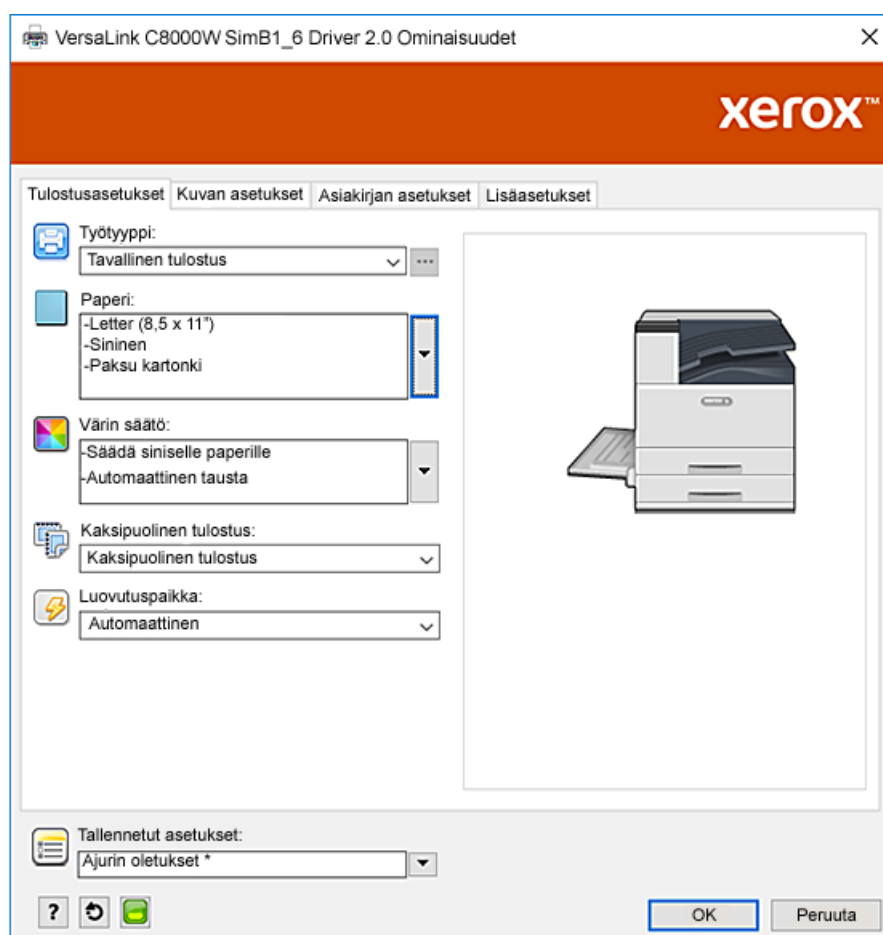 VersaLink C8000W SimB1_6 Driver 2.0 Ominaisuudet
xerox™
Tulostusasetukset Kuvan asetukset Asiakirjan asetukset Lisäasetukset
Työtyyppi:
Tavallinen tulostus
Paperi:
-Letter (8,5 x 11”)
-Sininen
-Paksu kartonki
Värin säätö:
-Säädä siniselle paperille
-Automaattinen tausta
Kaksipuolinen tulostus:
Kaksipuolinen tulostus
Luovutuspaikka:
Automaattinen
Tallennetut asetukset:
Ajurin oletukset *
?
OK Peruuta